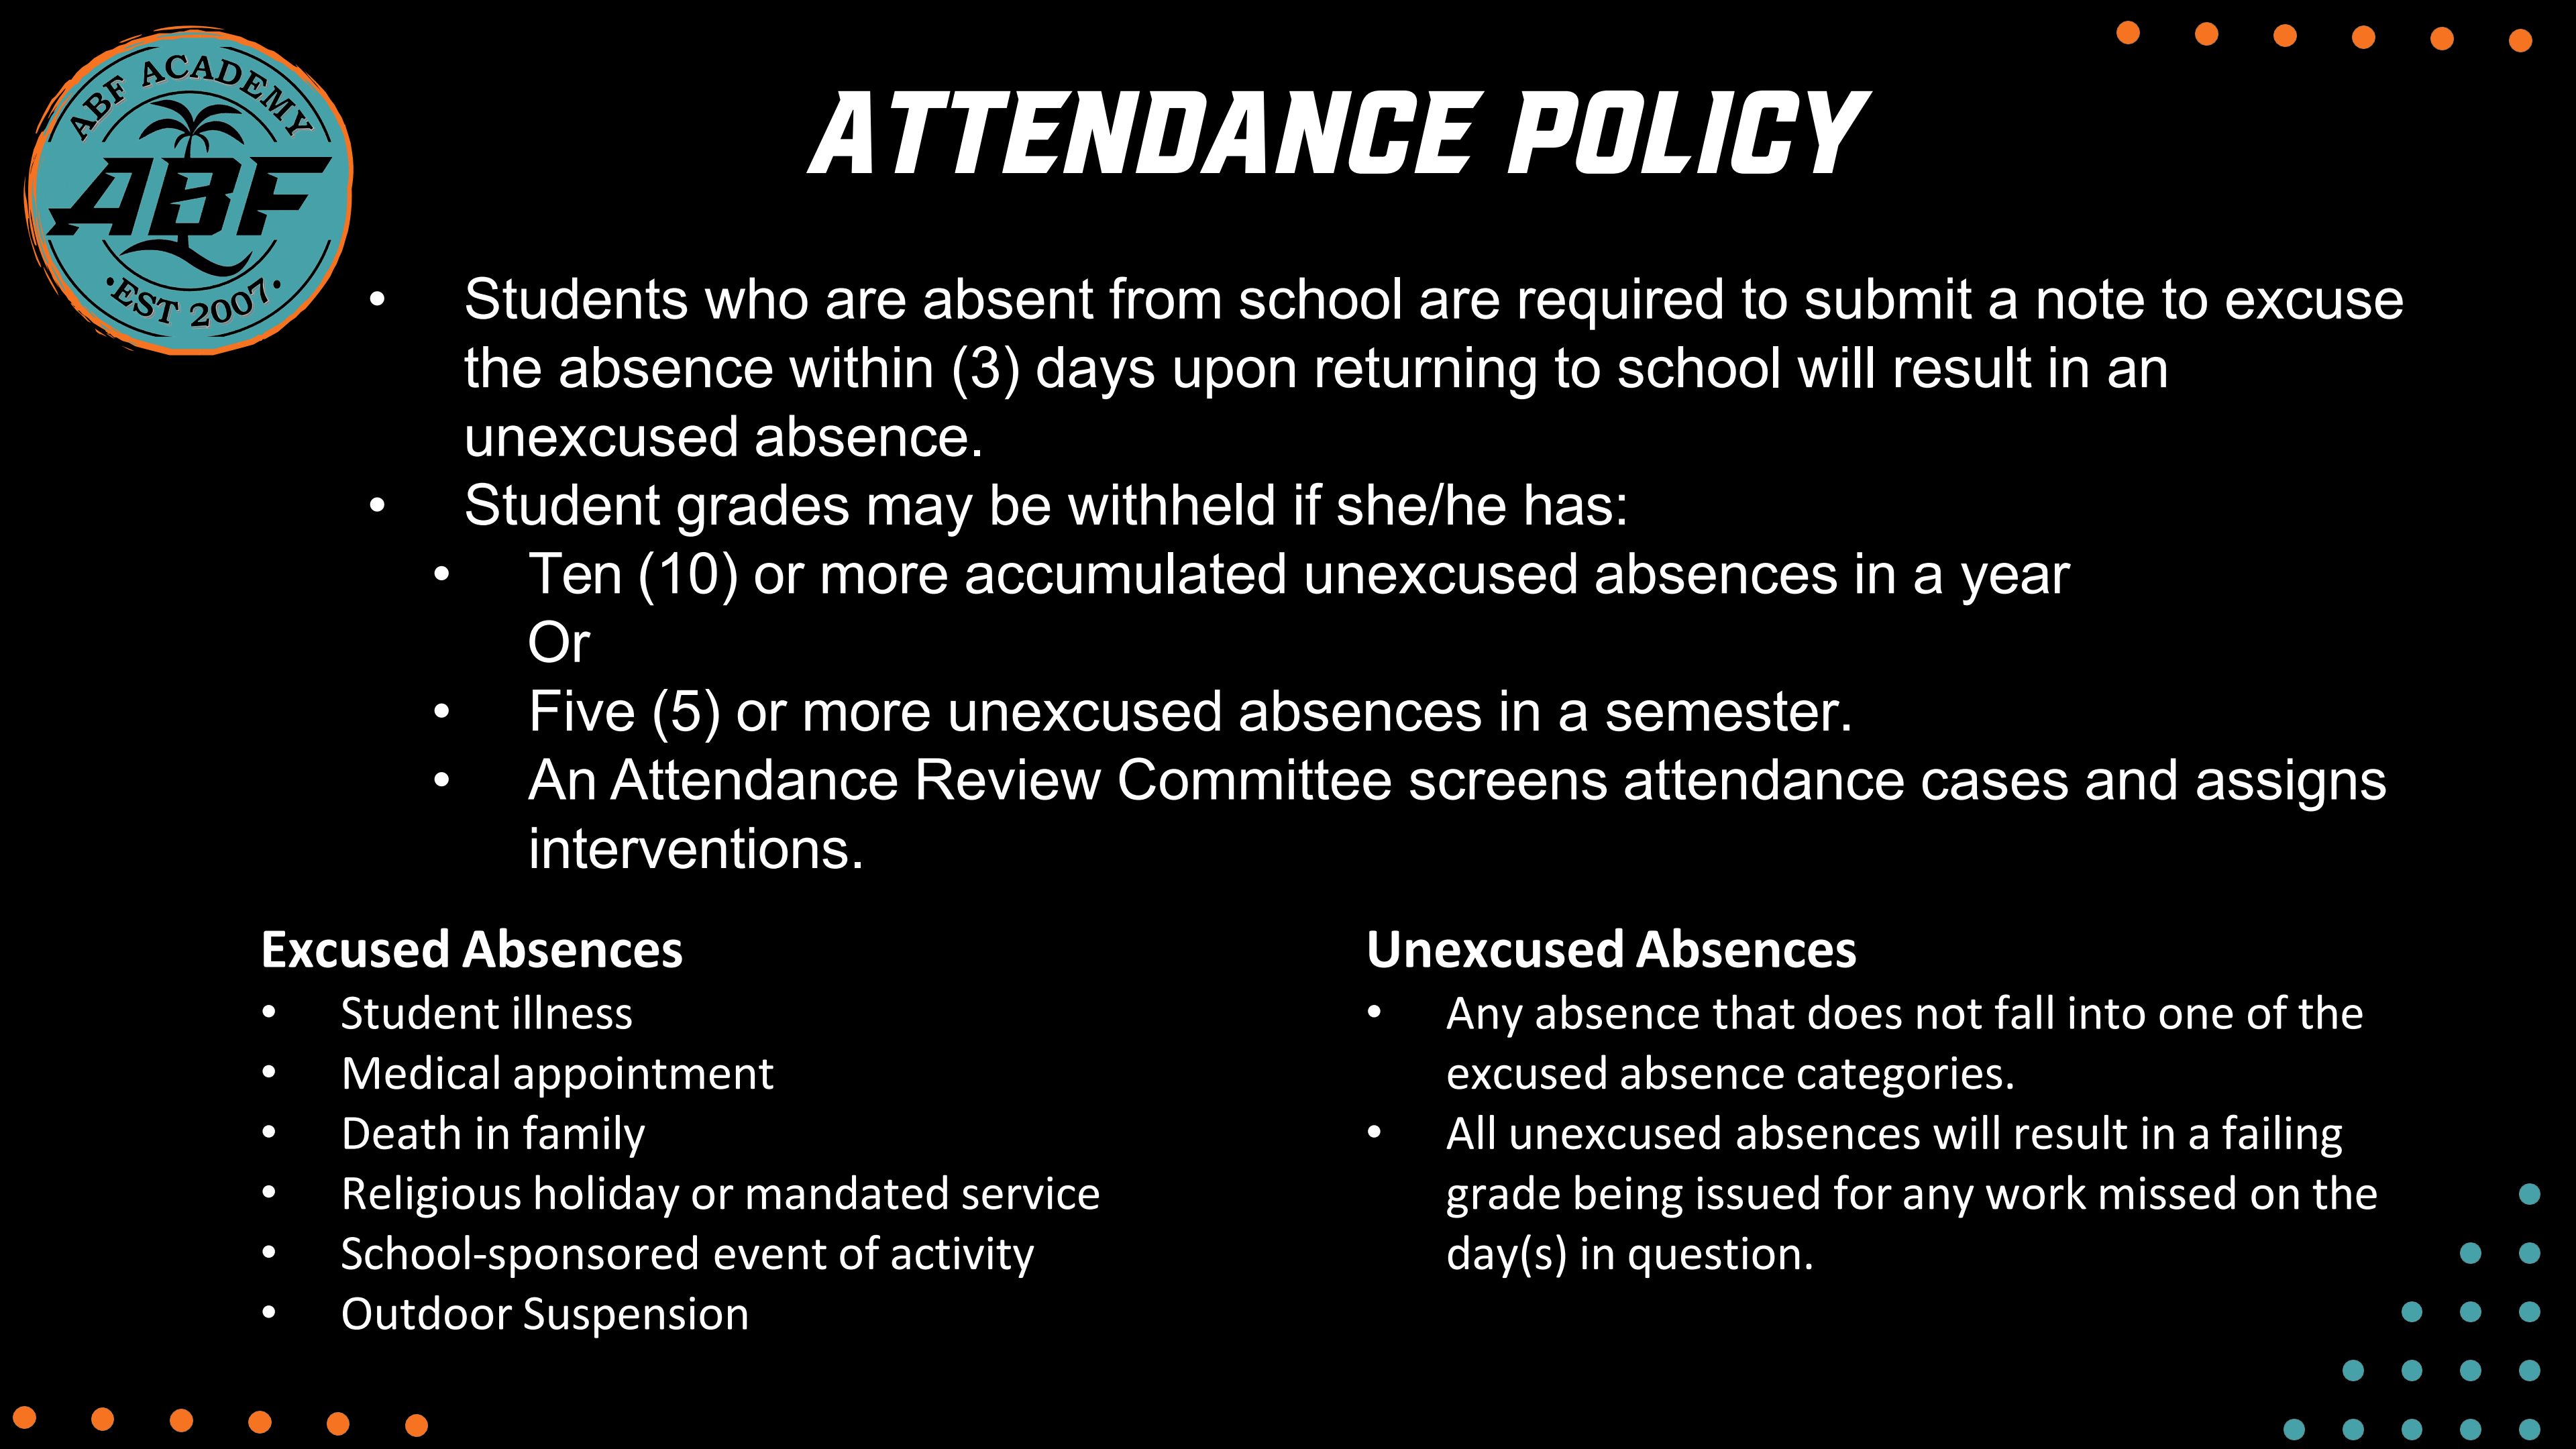 ABF ACADEMY
ABF
•EST 2007•
ATTENDANCE POLICY
• Students who are absent from school are required to submit a note to excuse
the absence within (3) days upon returning to school will result in an
unexcused absence.
• Student grades may be withheld if she/he has:
• Ten (10) or more accumulated unexcused absences in a year
Or
• Five (5) or more unexcused absences in a semester.
• An Attendance Review Committee screens attendance cases and assigns
interventions.
Excused Absences
• Student illness
• Medical appointment
• Death in family
• Religious holiday or mandated service
• School-sponsored event of activity
• Outdoor Suspension
Unexcused Absences
• Any absence that does not fall into one of the
excused absence categories.
• All unexcused absences will result in a failing
grade being issued for any work missed on the
day(s) in question.